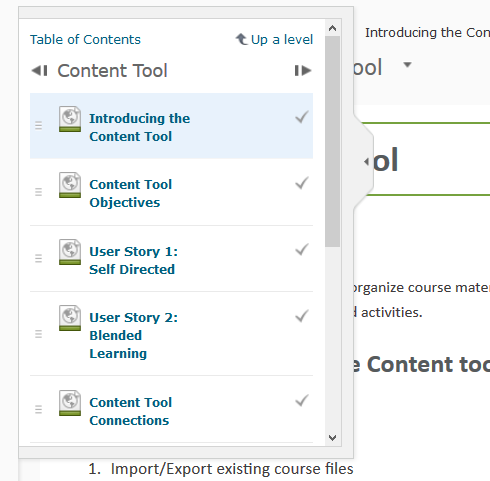 Table of Contents
Up a level
Content Tool
Introducing the
Content Tool
Content Tool
Objectives
User Story 1:
Self Directed
User Story 2:
Blended
Learning
Content Tool
Connections
Introducing the Con
ool
ool
organize course mater
d activities.
e Content too
1. Import/Export existing course files